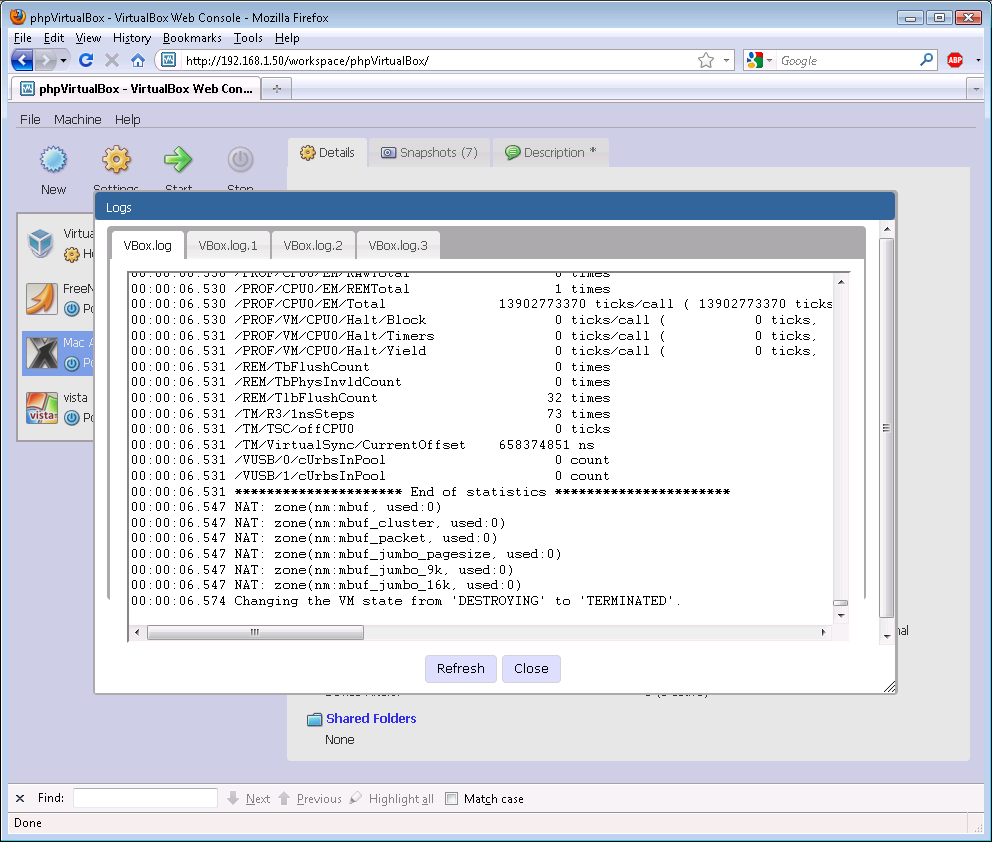 phpVirtualBox - VirtualBox Web Console - Mozilla Firefox
File Edit View History Bookmarks Tools Help
http://192.168.1.50/workspace/phpVirtualBox/
Google
ABP
phpVirtualBox - VirtualBox Web Con...
File Machine Help
New Settings Start Stop
Details Snapshots (7) Description *
Logs
VBox.log VBox.log.1 VBox.log.2 VBox.log.3
00:00:06.530 /PROF/CPU0/EM/RAWTotal 0 times
00:00:06.530 /PROF/CPU0/EM/REMTotal 1 times
00:00:06.530 /PROF/CPU0/EM/Total 13902773370 ticks/call ( 13902773370 ticks
00:00:06.530 /PROF/VM/CPU0/Halt/Block 0 ticks/call ( 0 ticks,
00:00:06.531 /PROF/VM/CPU0/Halt/Timers 0 ticks/call ( 0 ticks,
00:00:06.531 /PROF/VM/CPU0/Halt/Yield 0 ticks/call ( 0 ticks,
00:00:06.531 /REM/TbFlushCount 0 times
00:00:06.531 /REM/TbPhysInvldCount 0 times
00:00:06.531 /REM/TlbFlushCount 32 times
00:00:06.531 /TM/R3/1nsSteps 73 times
00:00:06.531 /TM/TSC/offCPU0 0 ticks
00:00:06.531 /TM/VirtualSync/CurrentOffset 658374851 ns
00:00:06.531 /VUSB/0/cUrbsInPool 0 count
00:00:06.531 /VUSB/1/cUrbsInPool 0 count
00:00:06.531 ********************* End of statistics **********************
00:00:06.547 NAT: zone(nm:mbuf, used:0)
00:00:06.547 NAT: zone(nm:mbuf_cluster, used:0)
00:00:06.547 NAT: zone(nm:mbuf_packet, used:0)
00:00:06.547 NAT: zone(nm:mbuf_jumbo_pagesize, used:0)
00:00:06.547 NAT: zone(nm:mbuf_jumbo_9k, used:0)
00:00:06.547 NAT: zone(nm:mbuf_jumbo_16k, used:0)
00:00:06.574 Changing the VM state from 'DESTROYING' to 'TERMINATED'.
Refresh Close
Virtua
FreeN
Po
Mac A
Po
vista
vista
Po
Shared Folders
None
Find: Next Previous Highlight all Match case
Done